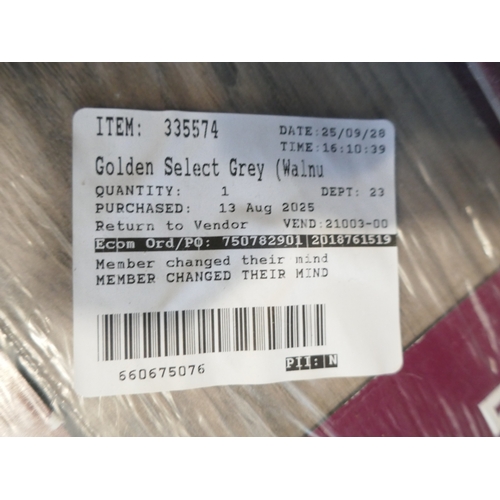 ITEM: 335574 DATE:25/09/28
TIME:16:10:39
Golden Select Grey (Walnu
QUANTITY: 1 DEPT: 23
PURCHASED: 13 Aug 2025
Return to Vendor VEND:21003-00
Ecom Ord/PO: 750782901|2018761519
Member changed their mind
MEMBER CHANGED THEIR MIND
660675076 PII: N